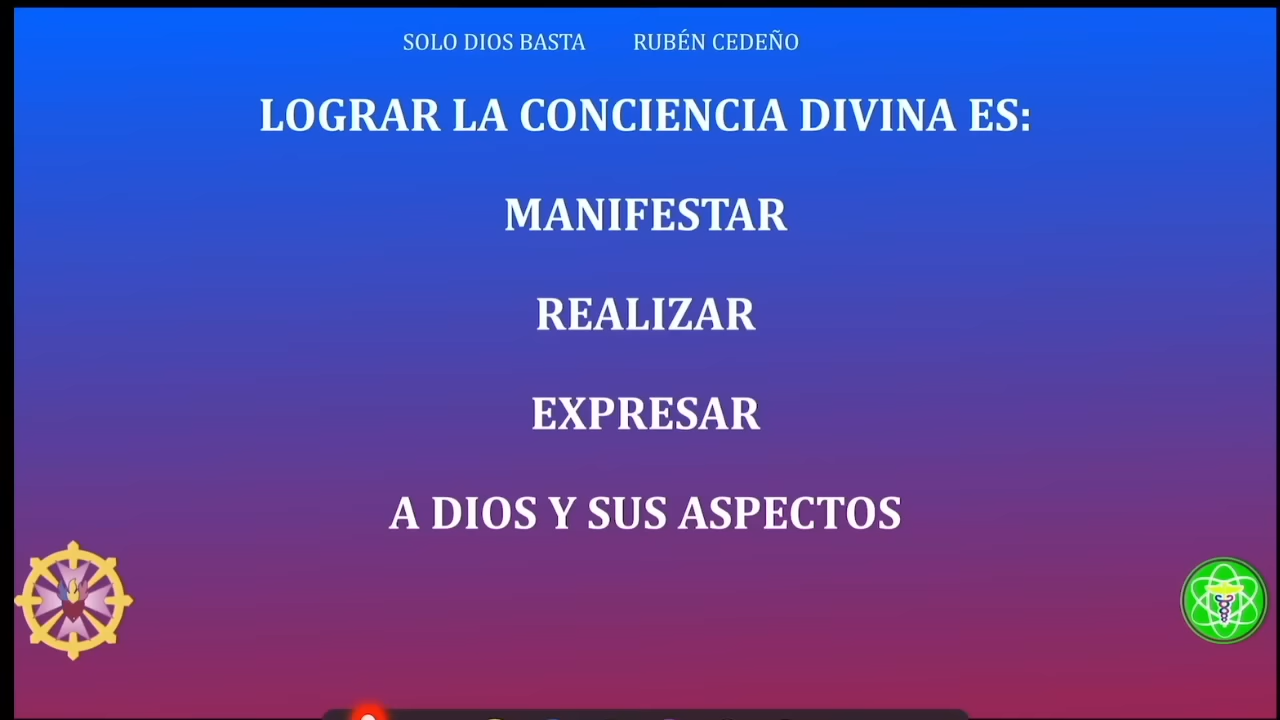 SOLO DIOS BASTA RUBÉN CEDEÑO
LOGRAR LA CONCIENCIA DIVINA ES:
MANIFESTAR
REALIZAR
EXPRESAR
A DIOS Y SUS ASPECTOS